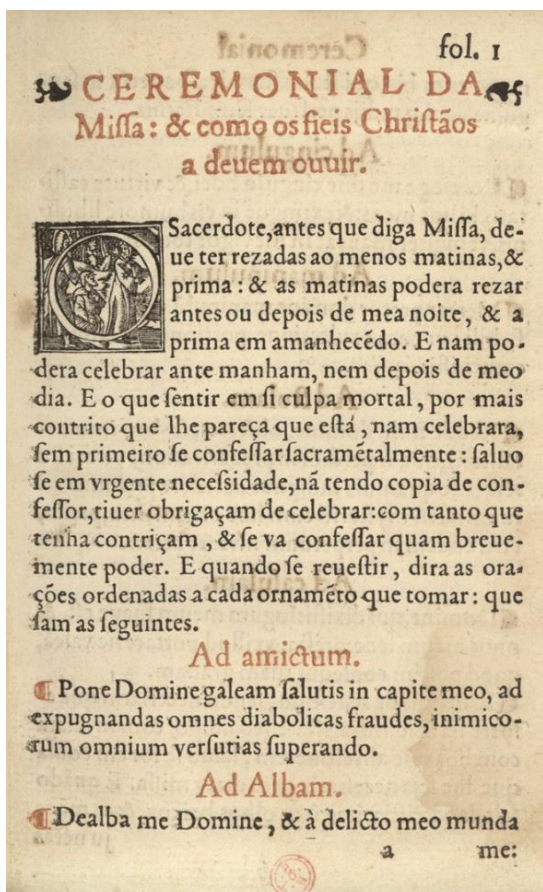 fol. 1
CEREMONIAL DA
Miſſa: & como os fieis Chriſtãos
a deuem ouuir.
O Sacerdote,antes que diga Miſſa, de-
ue ter rezadas ao menos matinas,&
prima : & as matinas podera rezar
antes ou depois de mea noite, & a
prima em amanhecẽdo. E nam po-
dera celebrar ante manham, nem depois de meo
dia. E o que ſentir em ſi culpa mortal, por mais
contrito que lhe pareça que eſtá, nam celebrara,
ſem primeiro ſe confeſſar ſacramẽtalmente: ſaluo
ſe em vrgente neceſsidade,nã tendo copia de con-
feſſor,tiuer obrigaçam de celebrar:com tanto que
tenha contriçam, & ſe va confeſſar quam breue-
mente poder. E quando ſe reueſtir, dira as ora-
ções ordenadas a cada ornamẽto que tomar: que
ſam as ſeguintes.
Ad amictum.
¶ Pone Domine galeam ſalutis in capite meo, ad
expugnandas omnes diabolicas fraudes, inimico-
rum omnium verſutias ſuperando.
Ad Albam.
¶ Dealba me Domine, & à delicto meo munda
a me: